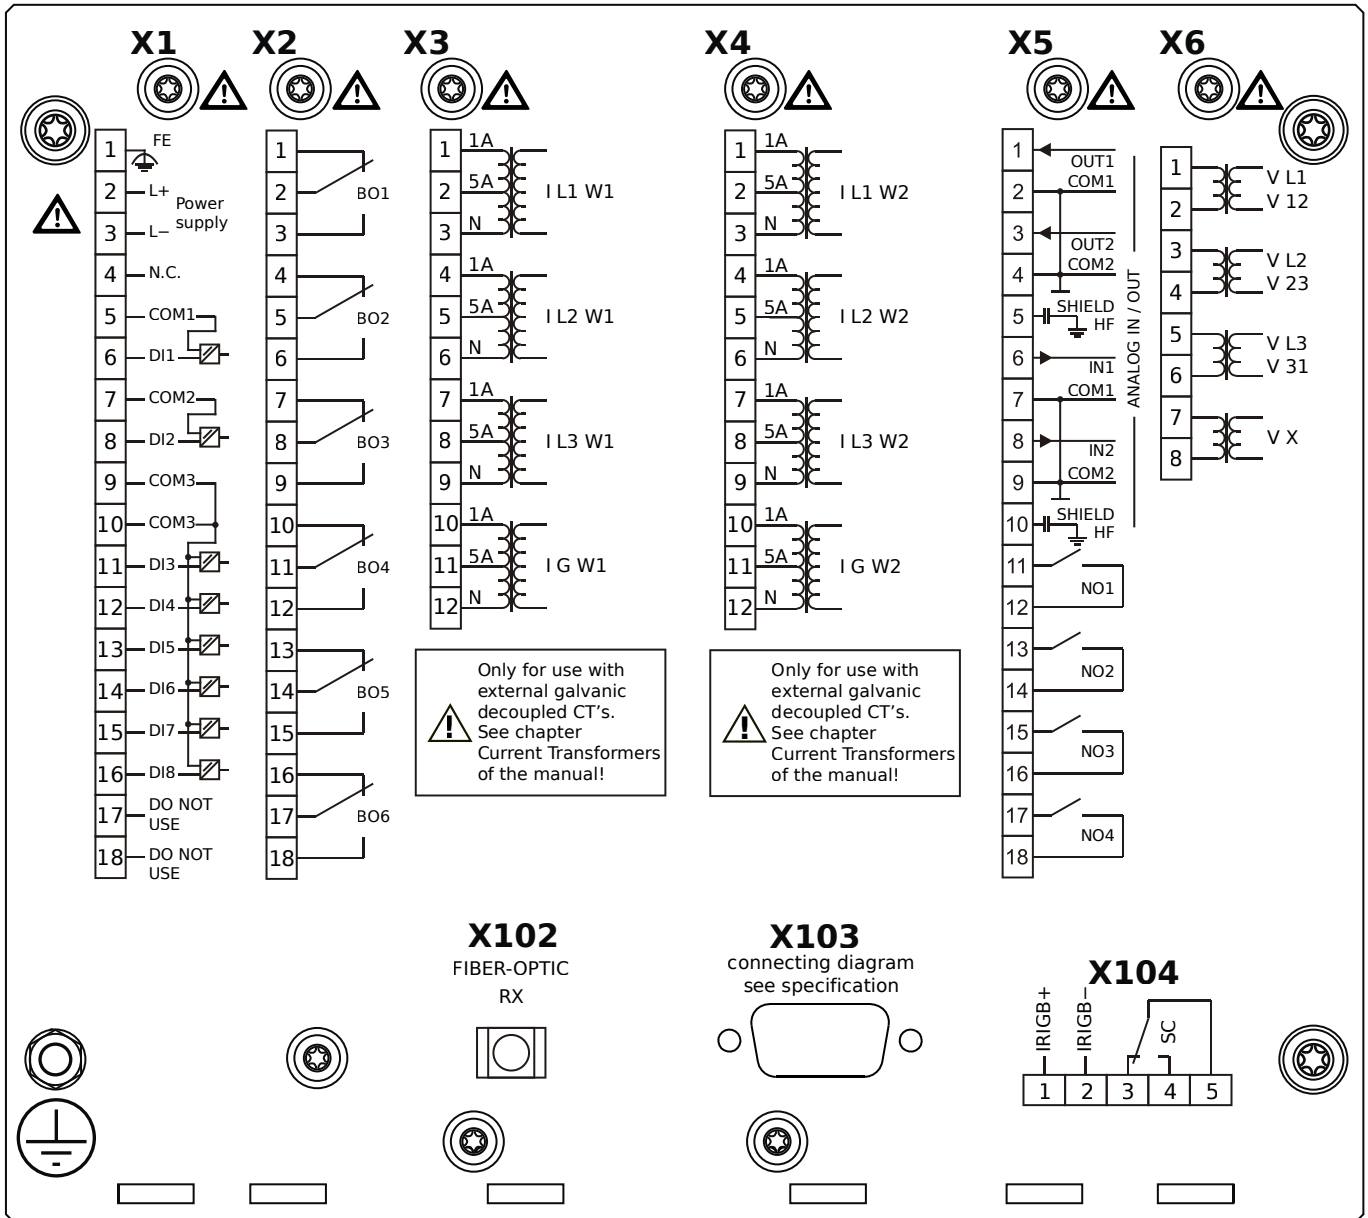 X1
X2
X3
X4
X5
X6
1 FE
2 L+
Power
supply
3 L−
4 N.C.
5 COM1
6 DI1
7 COM2
8 DI2
9 COM3
10 COM3
11 DI3
12 DI4
13 DI5
14 DI6
15 DI7
16 DI8
17 DO NOT
USE
18 DO NOT
USE
1
2 BO1
3
4
5 BO2
6
7
8 BO3
9
10
11 BO4
12
13
14 BO5
15
16
17 BO6
18
1 1A
2 5A I L1 W1
3 N
4 1A
5 5A I L2 W1
6 N
7 1A
8 5A I L3 W1
9 N
10 1A
11 5A I G W1
12 N
Only for use with
external galvanic
decoupled CT's.
See chapter
Current Transformers
of the manual!
1 1A
2 5A I L1 W2
3 N
4 1A
5 5A I L2 W2
6 N
7 1A
8 5A I L3 W2
9 N
10 1A
11 5A I G W2
12 N
Only for use with
external galvanic
decoupled CT's.
See chapter
Current Transformers
of the manual!
1 OUT1
2 COM1
3 OUT2
4 COM2
5 SHIELD
HF
6 IN1
7 COM1
8 IN2
9 COM2
10 SHIELD
HF
ANALOG IN / OUT
11
NO1
12
13
NO2
14
15
NO3
16
17
NO4
18
1 V L1
2 V 12
3 V L2
4 V 23
5 V L3
6 V 31
7 V X
8
X102
FIBER-OPTIC
RX
X103
connecting diagram
see specification
X104
IRIGB+
IRIGB−
SC
1 2 3 4 5